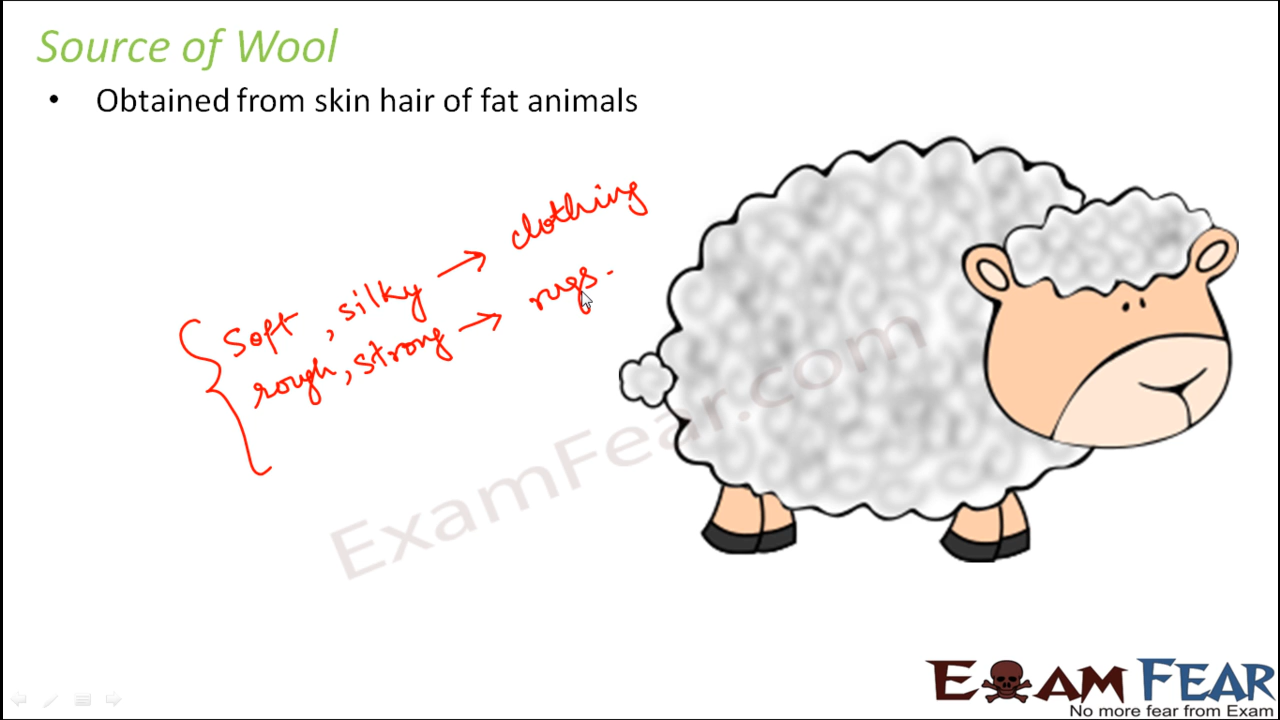 Source of Wool
• Obtained from skin hair of fat animals
soft, silky → clothing
rough, strong → rugs.
ExamFear.com
EXAM FEAR
No more fear from Exam